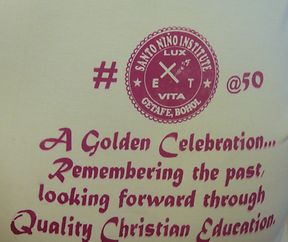 SANTO NIÑO INSTITUTE
LUX
# E T @50
VITA
GETAFE, BOHOL
A Golden Celebration...
Remembering the past,
looking forward through
Quality Christian Education.